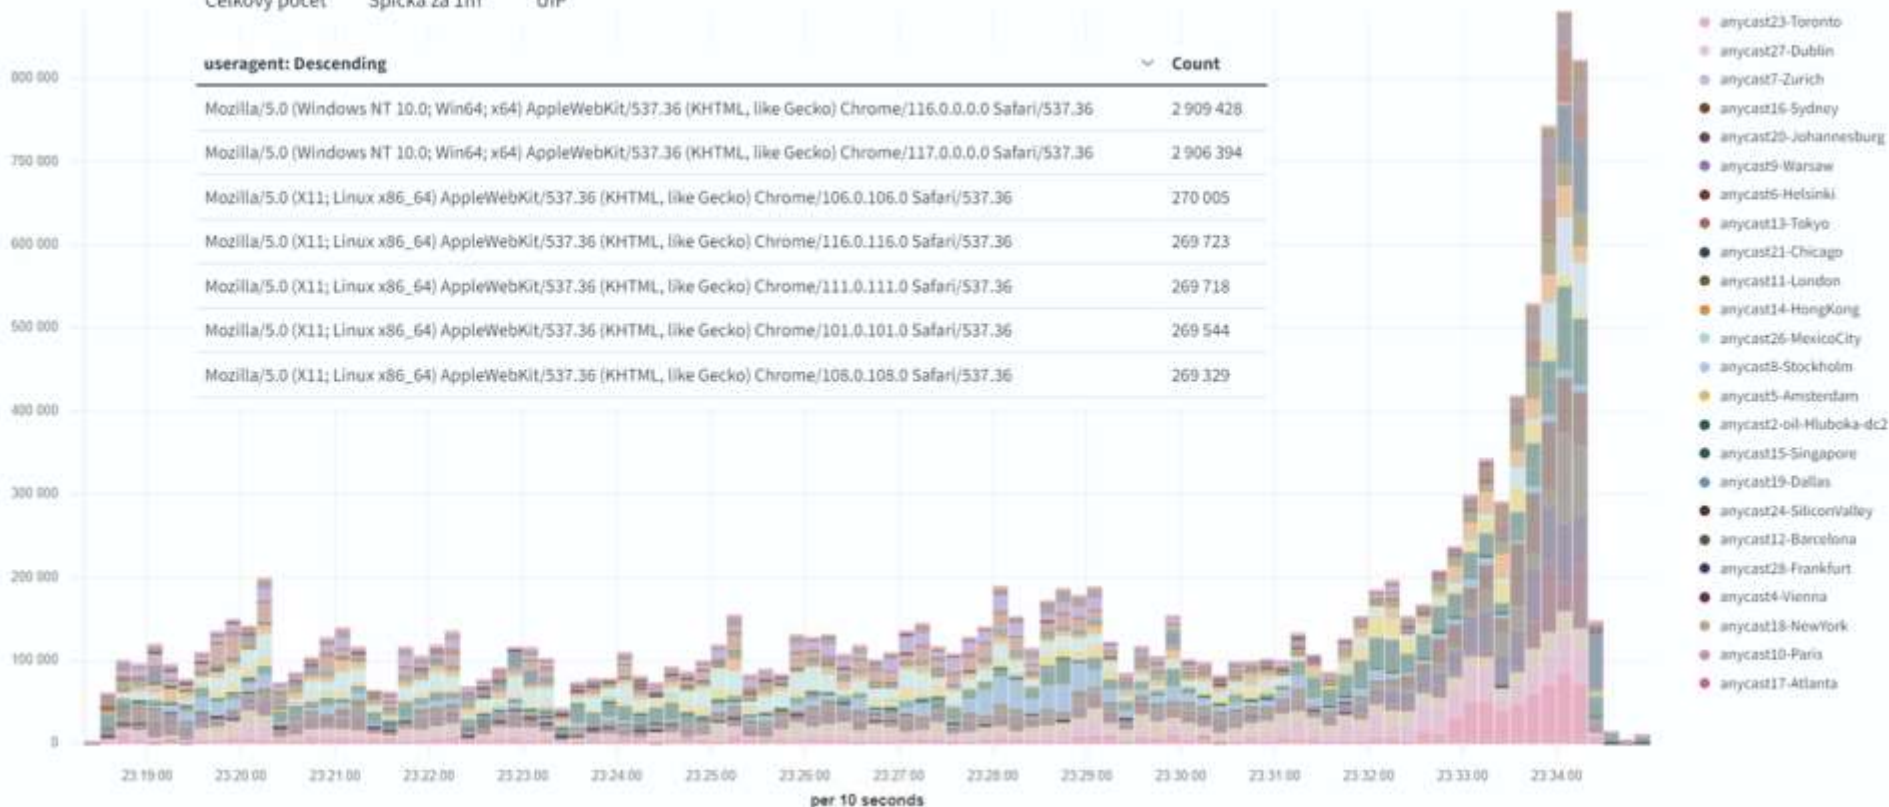 Celkový počet Špička za 1m UIP
useragent: Descending Count
Mozilla/5.0 (Windows NT 10.0; Win64; x64) AppleWebKit/537.36 (KHTML, like Gecko) Chrome/116.0.0.0.0 Safari/537.36 2 909 428
Mozilla/5.0 (Windows NT 10.0; Win64; x64) AppleWebKit/537.36 (KHTML, like Gecko) Chrome/117.0.0.0.0 Safari/537.36 2 906 394
Mozilla/5.0 (X11; Linux x86_64) AppleWebKit/537.36 (KHTML, like Gecko) Chrome/106.0.106.0 Safari/537.36 270 005
Mozilla/5.0 (X11; Linux x86_64) AppleWebKit/537.36 (KHTML, like Gecko) Chrome/116.0.116.0 Safari/537.36 269 723
Mozilla/5.0 (X11; Linux x86_64) AppleWebKit/537.36 (KHTML, like Gecko) Chrome/111.0.111.0 Safari/537.36 269 718
Mozilla/5.0 (X11; Linux x86_64) AppleWebKit/537.36 (KHTML, like Gecko) Chrome/101.0.101.0 Safari/537.36 269 544
Mozilla/5.0 (X11; Linux x86_64) AppleWebKit/537.36 (KHTML, like Gecko) Chrome/108.0.108.0 Safari/537.36 269 329
800 000
750 000
600 000
500 000
400 000
300 000
200 000
100 000
0
23:19:00 23:20:00 23:21:00 23:22:00 23:23:00 23:24:00 23:25:00 23:26:00 23:27:00 23:28:00 23:29:00 23:30:00 23:31:00 23:32:00 23:33:00 23:34:00
per 10 seconds
anycast23-Toronto
anycast27-Dublin
anycast7-Zurich
anycast16-Sydney
anycast20-Johannesburg
anycast9-Warsaw
anycast6-Helsinki
anycast13-Tokyo
anycast21-Chicago
anycast11-London
anycast14-HongKong
anycast26-MexicoCity
anycast8-Stockholm
anycast5-Amsterdam
anycast2-oil-Hluboka-dc2
anycast15-Singapore
anycast19-Dallas
anycast24-SiliconValley
anycast12-Barcelona
anycast28-Frankfurt
anycast4-Vienna
anycast18-NewYork
anycast10-Paris
anycast17-Atlanta